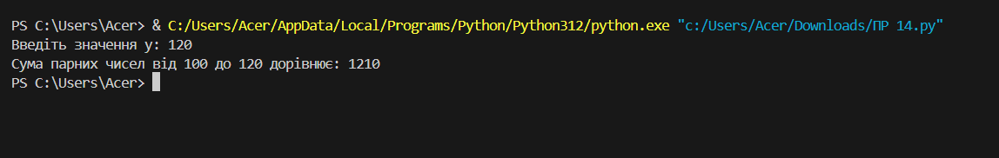 PS C:\Users\Acer> & C:/Users/Acer/AppData/Local/Programs/Python/Python312/python.exe "c:/Users/Acer/Downloads/ПР 14.py"
Введіть значення y: 120
Сума парних чисел від 100 до 120 дорівнює: 1210
PS C:\Users\Acer>